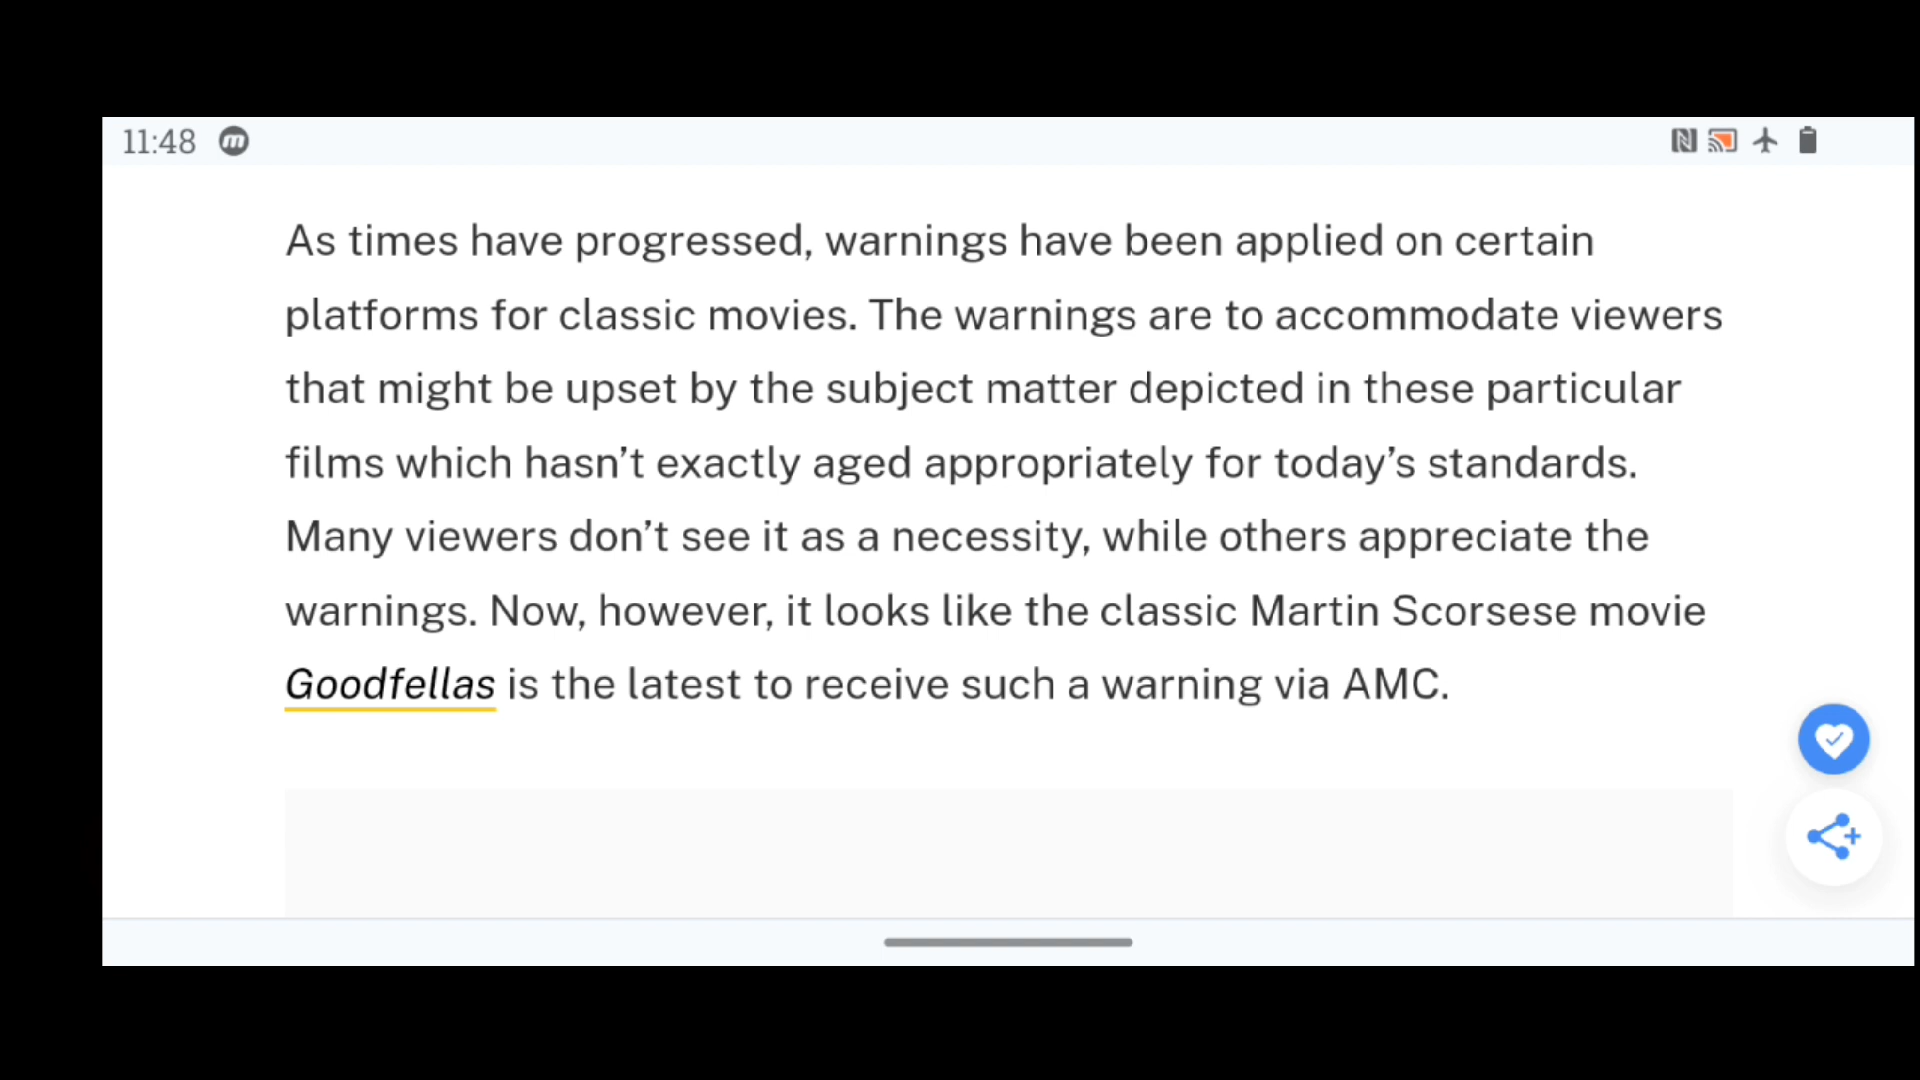 11:48
As times have progressed, warnings have been applied on certain
platforms for classic movies. The warnings are to accommodate viewers
that might be upset by the subject matter depicted in these particular
films which hasn’t exactly aged appropriately for today’s standards.
Many viewers don’t see it as a necessity, while others appreciate the
warnings. Now, however, it looks like the classic Martin Scorsese movie
Goodfellas is the latest to receive such a warning via AMC.